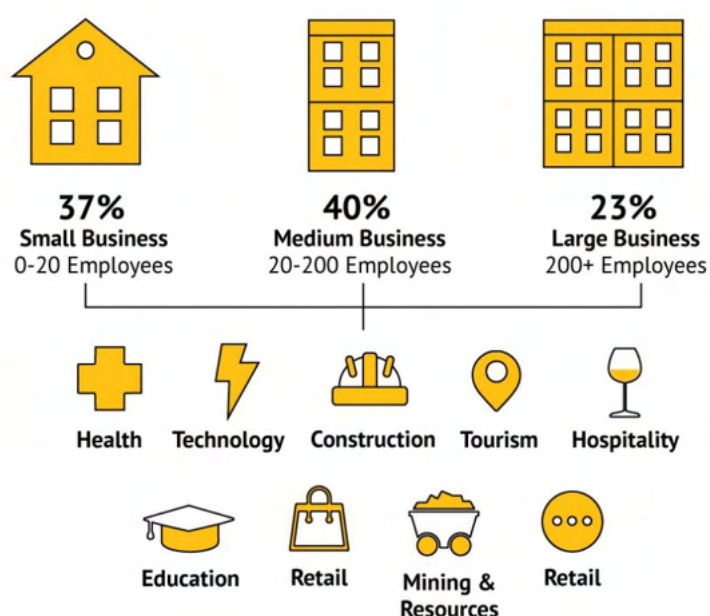 37%
Small Business
0-20 Employees
40%
Medium Business
20-200 Employees
23%
Large Business
200+ Employees
Health
Technology
Construction
Tourism
Hospitality
Education
Retail
Mining &
Resources
Retail